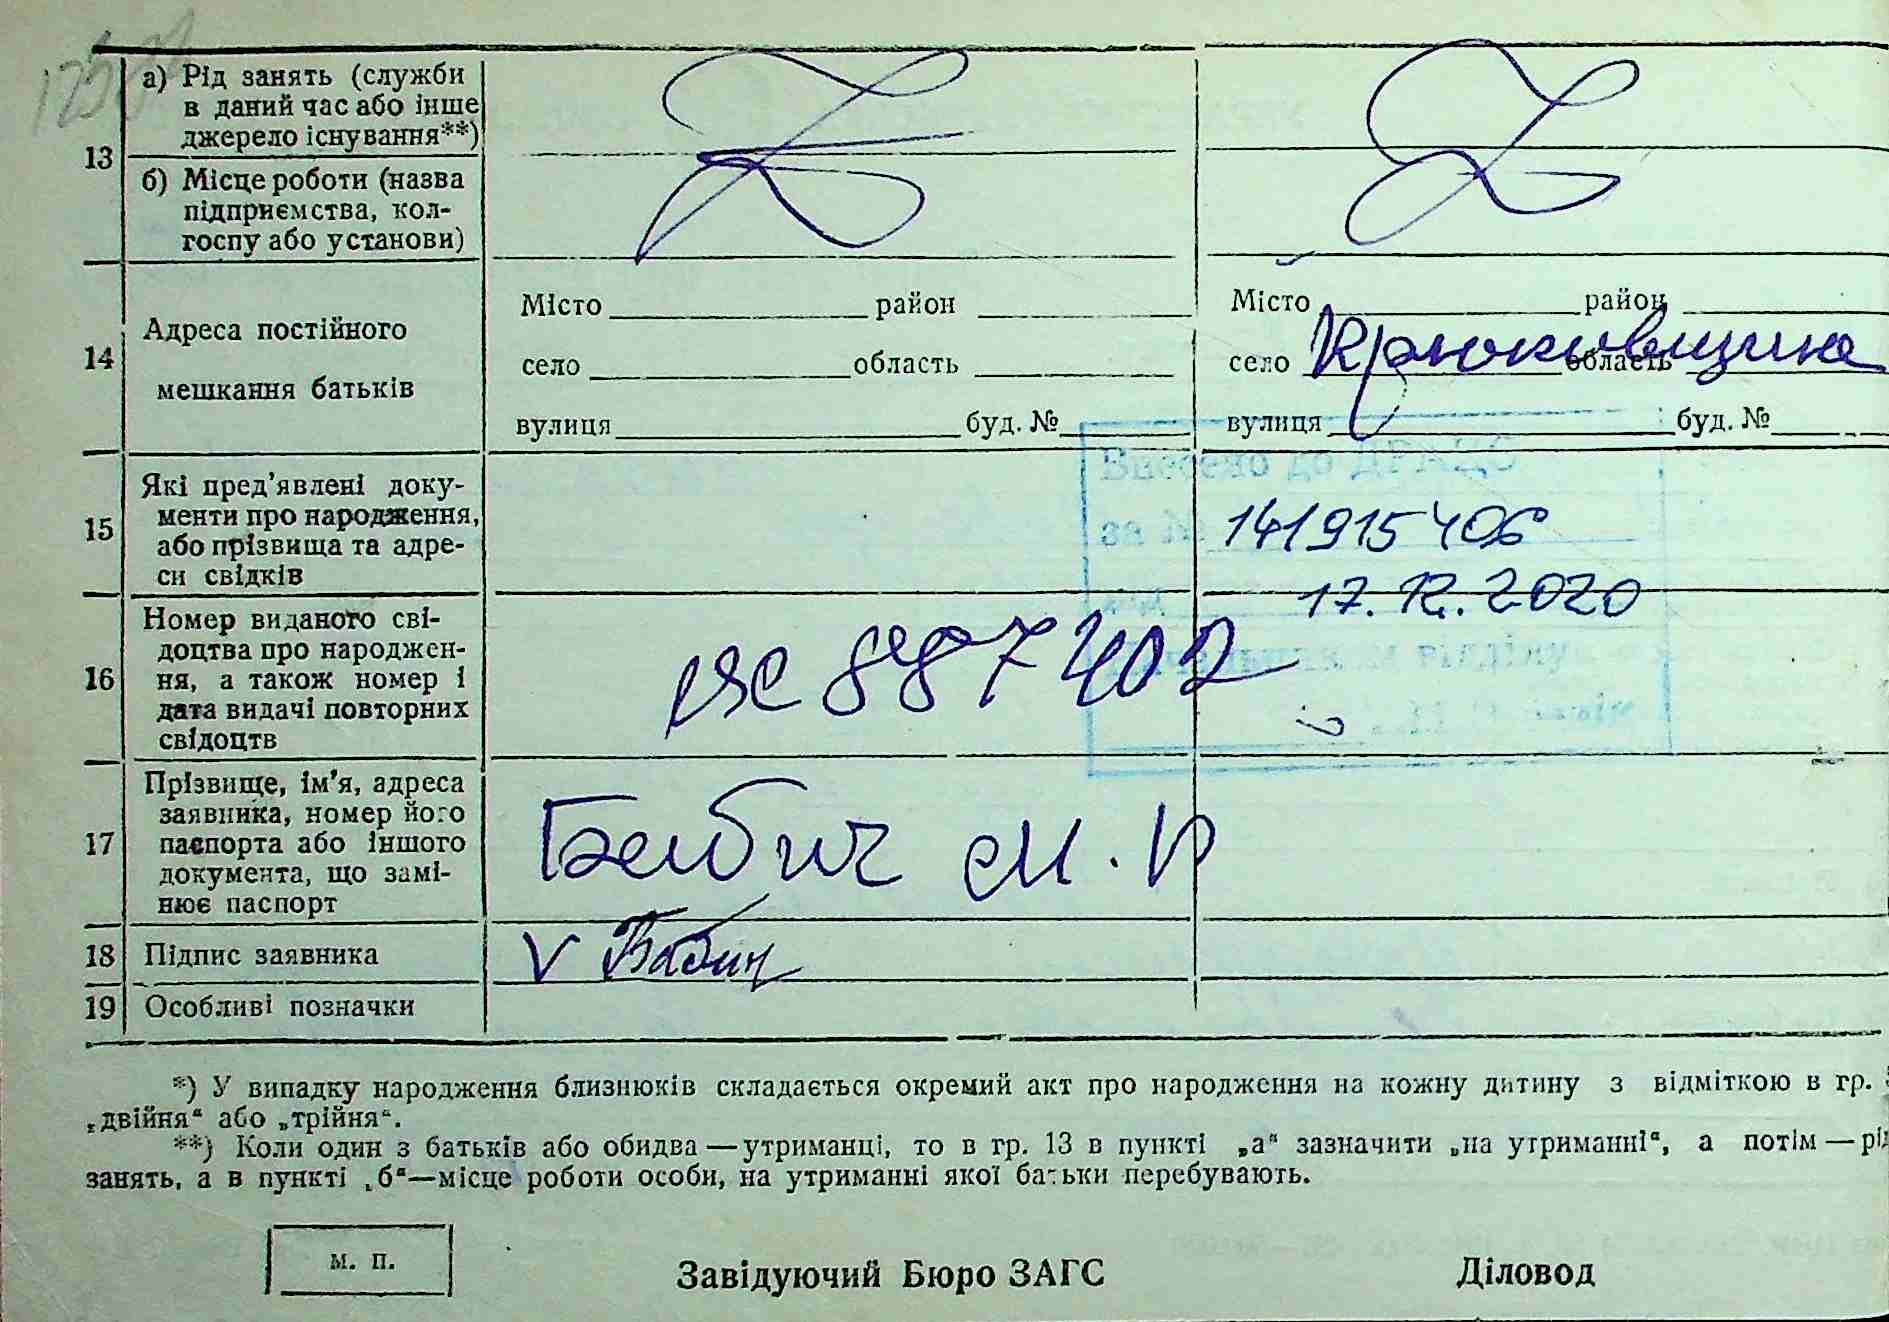 13
а) Рід занять (служби
в даний час або інше
джерело існування**)
б) Місце роботи (назва
підприємства, кол-
госпу або установи)
14
Адреса постійного
мешкання батьків
Місто район
село область
вулиця буд. №
Місто район
село Крюковщина область
вулиця буд. №
15
Які пред'явлені доку-
менти про народження,
або прізвища та адре-
си свідків
Внесено до ДРАЦС
за № 141915406
17.12.2020
16
Номер виданого сві-
доцтва про народжен-
ня, а також номер і
дата видачі повторних
свідоцтв
887402
17
Прізвище, ім'я, адреса
заявника, номер його
паспорта або іншого
документа, що замі-
нює паспорт
Бабич М.
18
Підпис заявника
V Бабич
19
Особливі позначки
*) У випадку народження близнюків складається окремий акт про народження на кожну дитину з відміткою в гр.
„двійня“ або „трійня“.
**) Коли один з батьків або обидва — утриманці, то в гр. 13 в пункті „а“ зазначити „на утриманні“, а потім — рід
занять, а в пункті „б“—місце роботи особи, на утриманні якої батьки перебувають.
м. п.
Завідуючий Бюро ЗАГС
Діловод